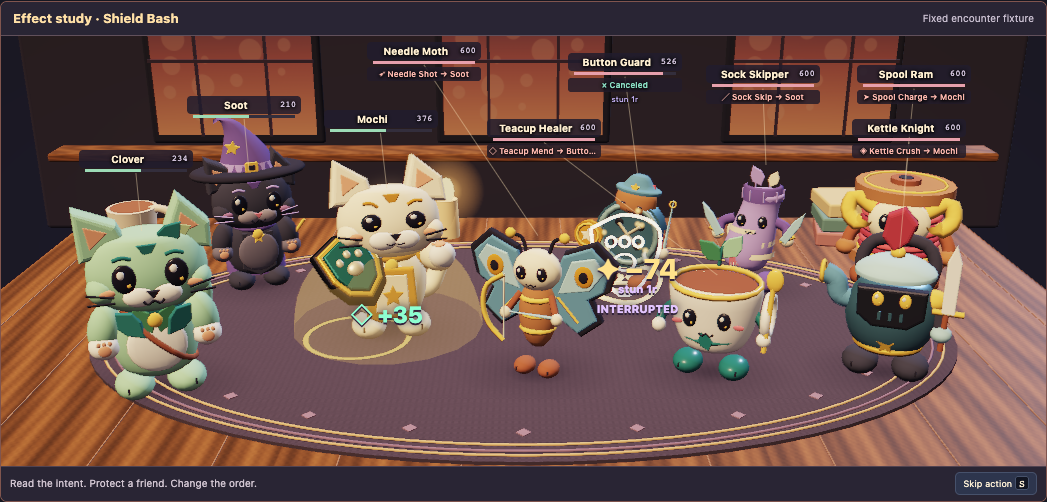 Effect study · Shield Bash
Fixed encounter fixture
Needle Moth 600
➶ Needle Shot → Soot
Button Guard 526
× Canceled
stun 1r
Sock Skipper 600
⟋ Sock Skip → Soot
Spool Ram 600
➤ Spool Charge → Mochi
Soot 210
Mochi 376
Teacup Healer 600
◇ Teacup Mend → Butto...
Kettle Knight 600
◈ Kettle Crush → Mochi
Clover 234
-74
stun 1r
INTERRUPTED
+35
Read the intent. Protect a friend. Change the order.
Skip action S